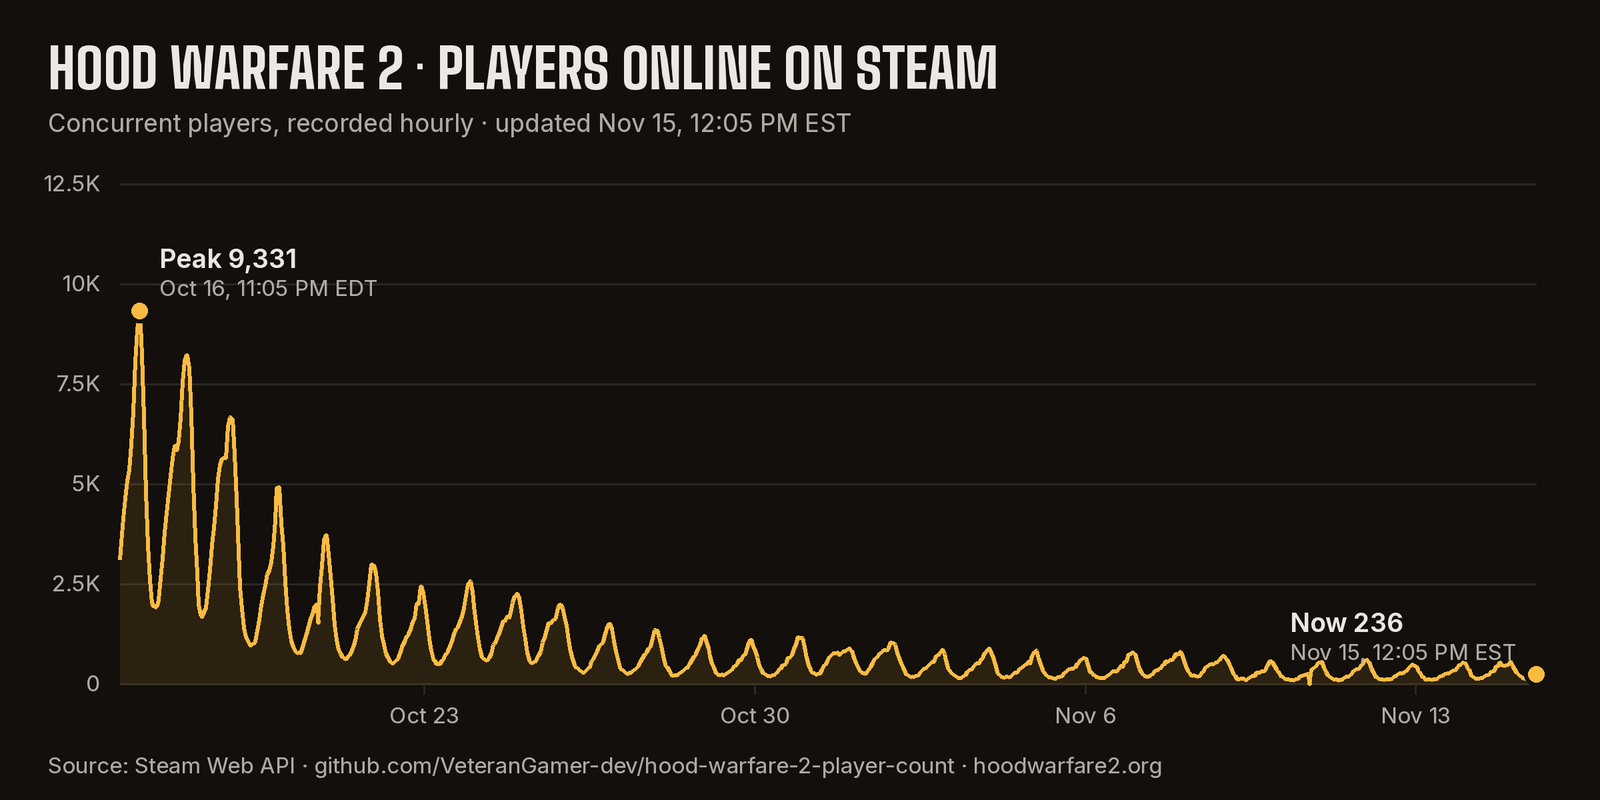 HOOD WARFARE 2 · PLAYERS ONLINE ON STEAM
Concurrent players, recorded hourly · updated Nov 15, 12:05 PM EST
12.5K
Peak 9,331
10K
Oct 16, 11:05 PM EDT
7.5K
5K
2.5K
Now 236
Nov 15, 12:05 PM EST
0
Oct 23
Oct 30
Nov 6
Nov 13
Source: Steam Web API · github.com/VeteranGamer-dev/hood-warfare-2-player-count · hoodwarfare2.org